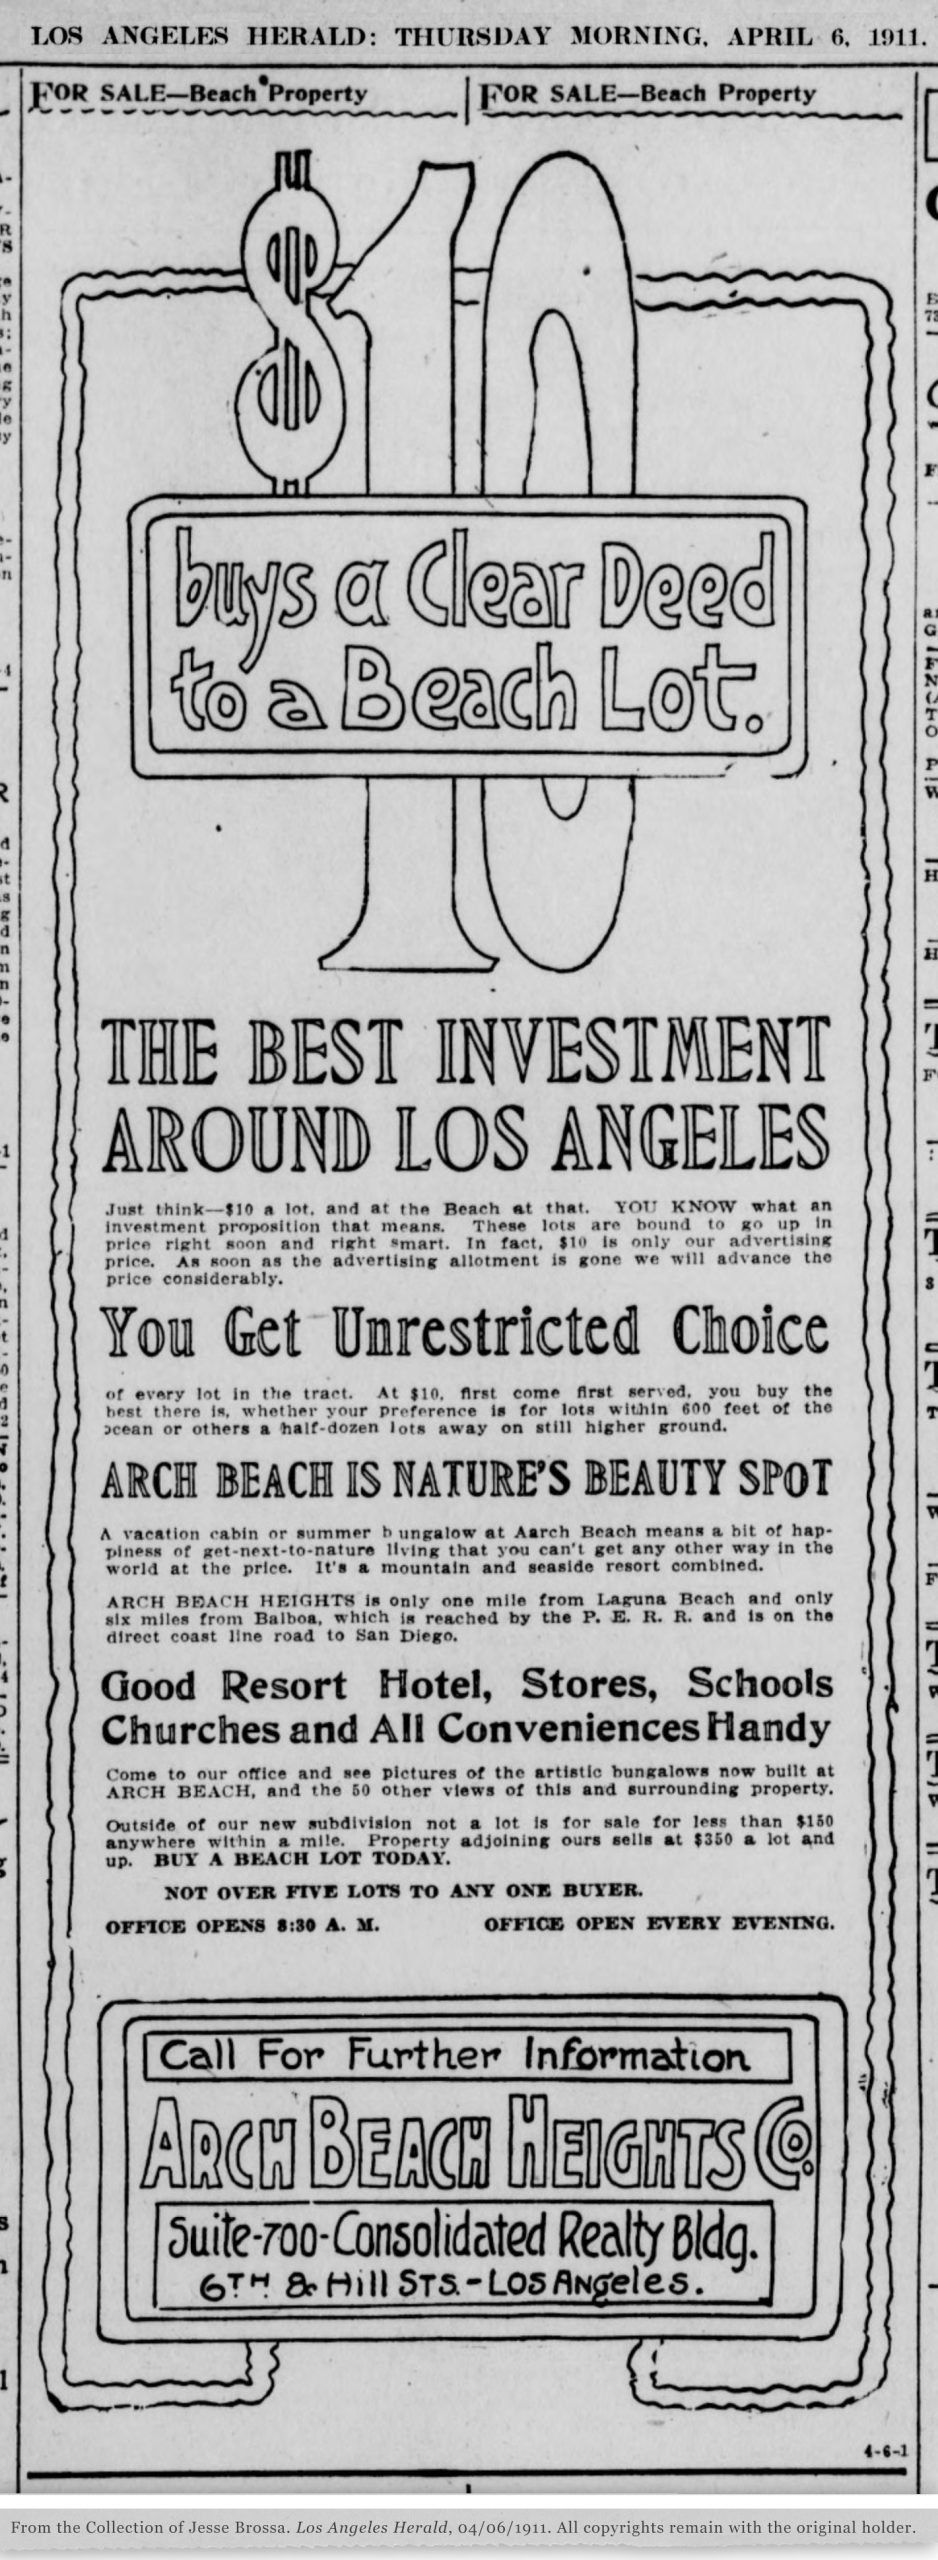 LOS ANGELES HERALD: THURSDAY MORNING, APRIL 6, 1911.
FOR SALE—Beach Property
FOR SALE—Beach Property
$10
buys a Clear Deed
to a Beach Lot.
THE BEST INVESTMENT
AROUND LOS ANGELES
Just think—$10 a lot, and at the Beach at that. YOU KNOW what an
investment proposition that means. These lots are bound to go up in
price right soon and right smart. In fact, $10 is only our advertising
price. As soon as the advertising allotment is gone we will advance the
price considerably.
You Get Unrestricted Choice
of every lot in the tract. At $10, first come first served, you buy the
best there is, whether your preference is for lots within 600 feet of the
ocean or others a half-dozen lots away on still higher ground.
ARCH BEACH IS NATURE'S BEAUTY SPOT
A vacation cabin or summer b ungalow at Aarch Beach means a bit of hap-
piness of get-next-to-nature living that you can't get any other way in the
world at the price. It's a mountain and seaside resort combined.
ARCH BEACH HEIGHTS is only one mile from Laguna Beach and only
six miles from Balboa, which is reached by the P. E. R. R. and is on the
direct coast line road to San Diego.
Good Resort Hotel, Stores, Schools
Churches and All Conveniences Handy
Come to our office and see pictures of the artistic bungalows now built at
ARCH BEACH, and the 50 other views of this and surrounding property.
Outside of our new subdivision not a lot is for sale for less than $150
anywhere within a mile. Property adjoining ours sells at $350 a lot and
up. BUY A BEACH LOT TODAY.
NOT OVER FIVE LOTS TO ANY ONE BUYER.
OFFICE OPENS 8:30 A. M. OFFICE OPEN EVERY EVENING.
Call For Further Information
ARCH BEACH HEIGHTS CO.
Suite-700-Consolidated Realty Bldg.
6TH & Hill STS.-LOS ANgeles.
4-6-1
From the Collection of Jesse Brossa. Los Angeles Herald, 04/06/1911. All copyrights remain with the original holder.